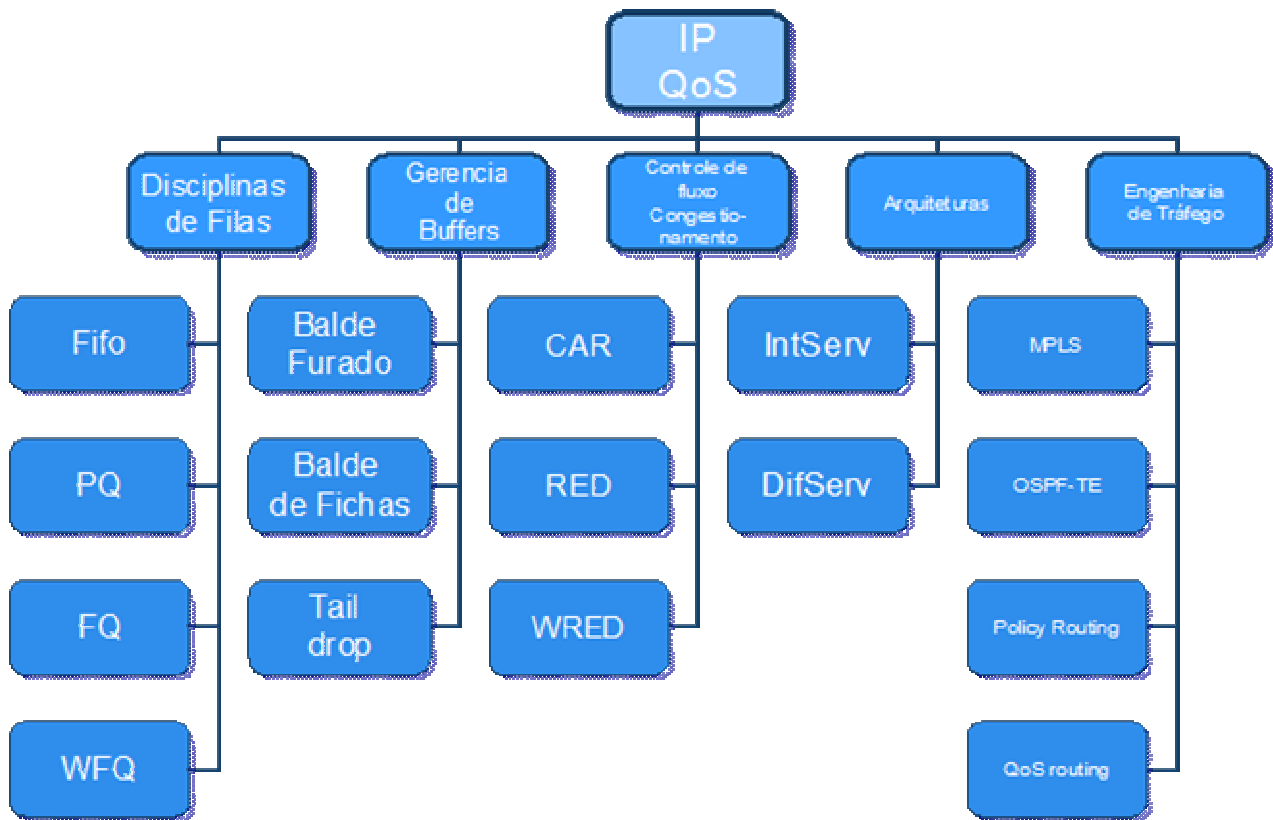 IP
QoS
Disciplinas
de Filas
Gerencia
de
Buffers
Controle de
fluxo
Congestio-
namento
Arquiteturas
Engenharia
de Tráfego
Fifo
Balde
Furado
CAR
IntServ
MPLS
PQ
Balde
de Fichas
RED
DifServ
OSPF-TE
FQ
Tail
drop
WRED
Policy Routing
WFQ
QoS routing